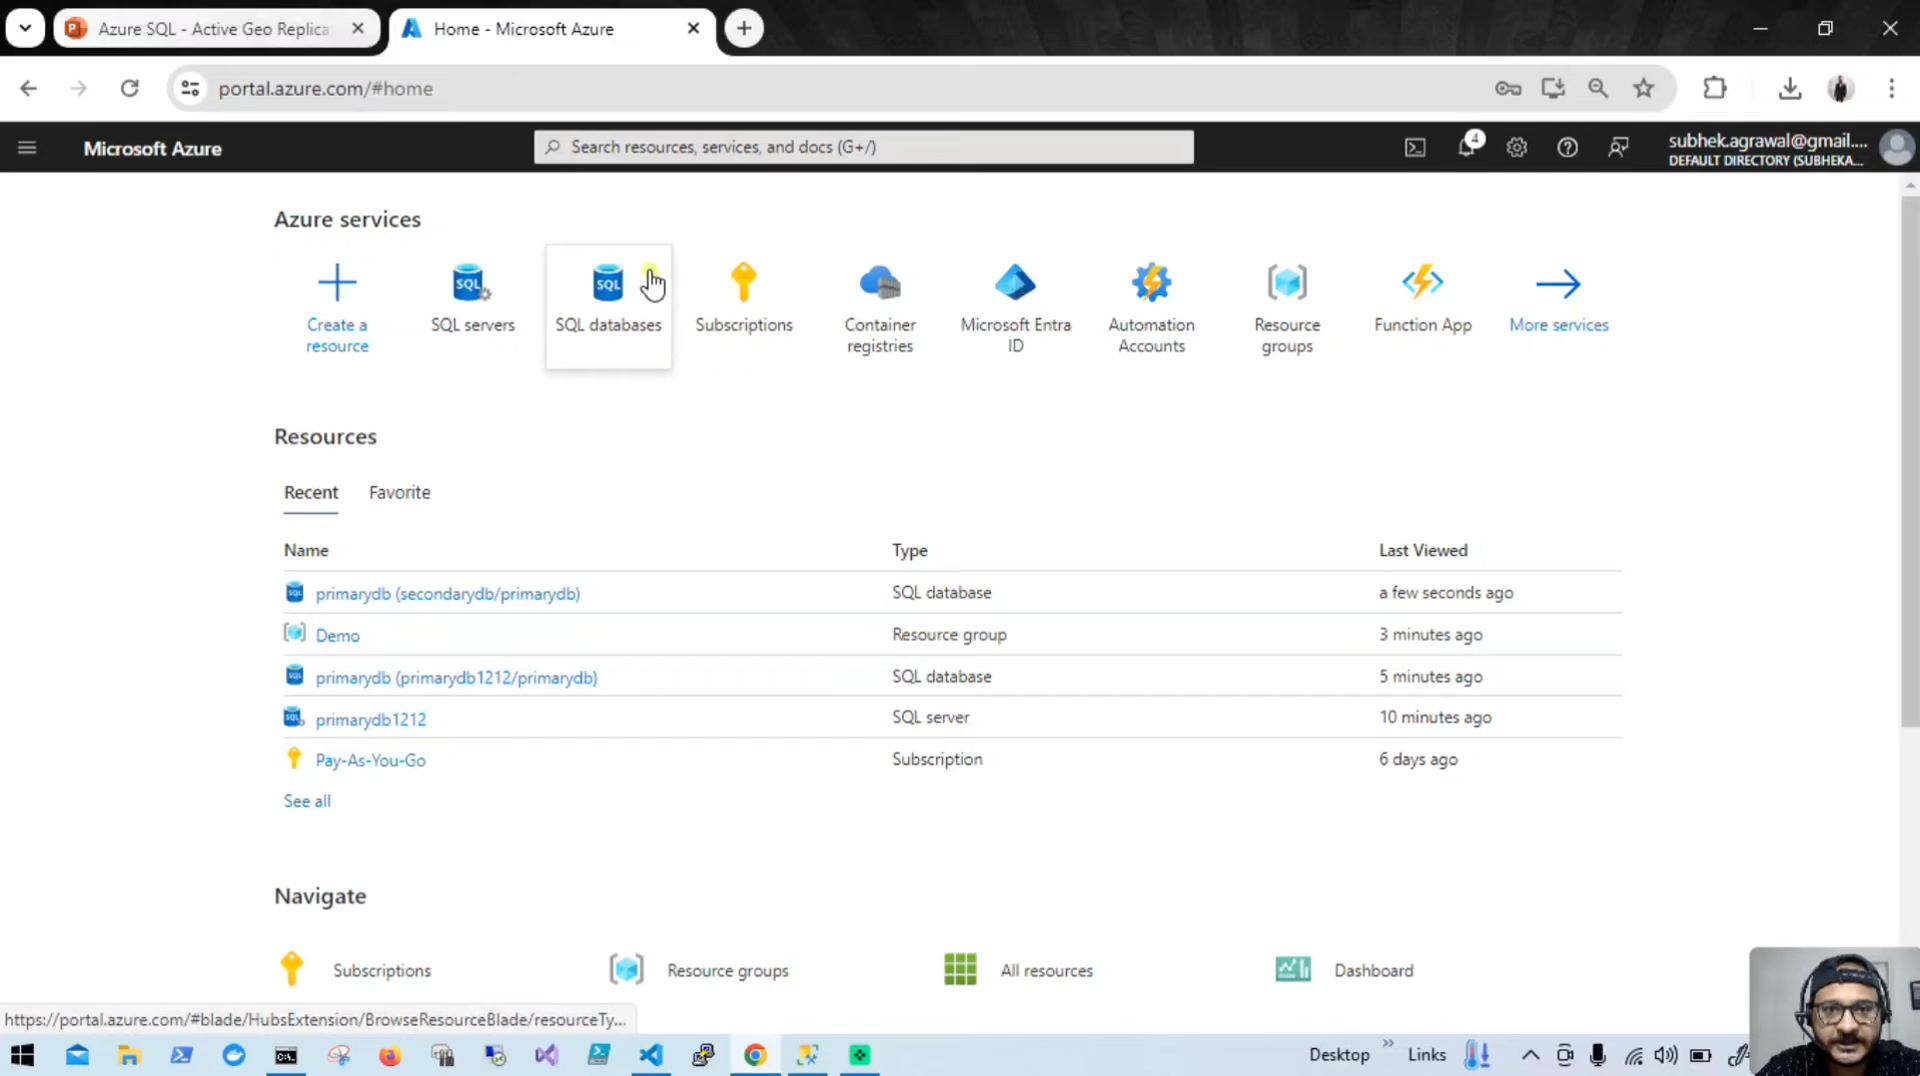 Azure SQL - Active Geo Replica
Home - Microsoft Azure
portal.azure.com/#home
Microsoft Azure
Search resources, services, and docs (G+/)
4
subhek.agrawal@gmail....
DEFAULT DIRECTORY (SUBHEKA...
Azure services
Create a resource
SQL servers
SQL databases
Subscriptions
Container registries
Microsoft Entra ID
Automation Accounts
Resource groups
Function App
More services
Resources
Recent Favorite
Name Type Last Viewed
primarydb (secondarydb/primarydb) SQL database a few seconds ago
Demo Resource group 3 minutes ago
primarydb (primarydb1212/primarydb) SQL database 5 minutes ago
primarydb1212 SQL server 10 minutes ago
Pay-As-You-Go Subscription 6 days ago
See all
Navigate
Subscriptions Resource groups All resources Dashboard
https://portal.azure.com/#blade/HubsExtension/BrowseResourceBlade/resourceTy...
Desktop Links